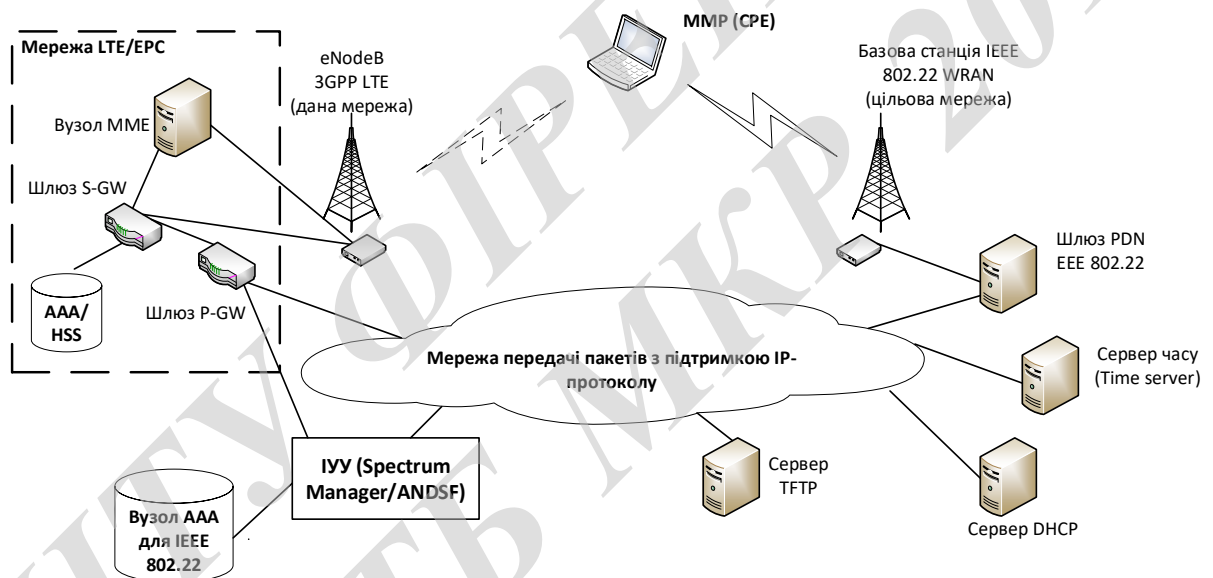 Мережа LTE/EPC
Вузол MME
Шлюз S-GW
AAA/
HSS
Шлюз P-GW
eNodeB
3GPP LTE
(дана мережа)
MMP (CPE)
Базова станція IEEE
802.22 WRAN
(цільова мережа)
Шлюз PDN
EEE 802.22
Сервер часу
(Time server)
Мережа передачі пакетів з підтримкою IP-
протоколу
ІУУ (Spectrum
Manager/ANDSF)
Вузол AAA
для IEEE
802.22
Сервер
TFTP
Сервер DHCP